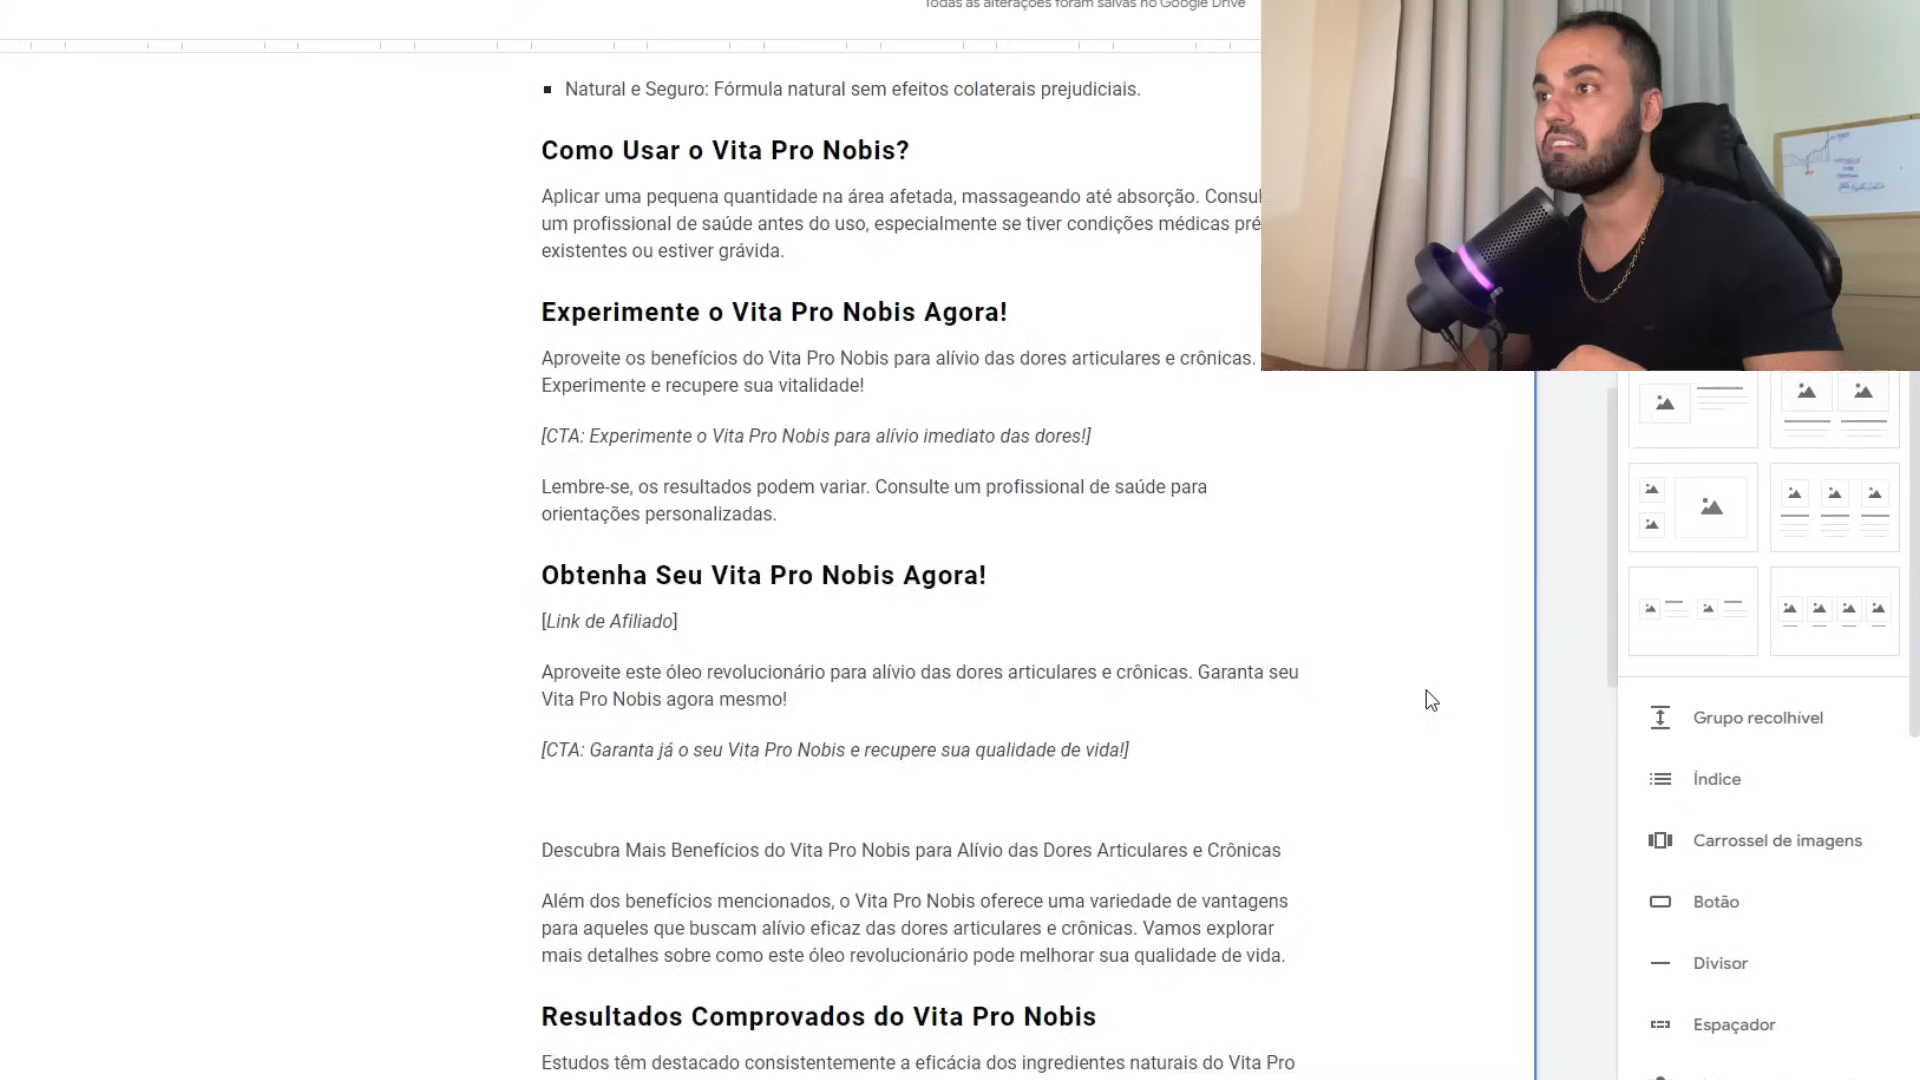 Todas as alterações foram salvas no Google Drive
Natural e Seguro: Fórmula natural sem efeitos colaterais prejudiciais.
Como Usar o Vita Pro Nobis?
Aplicar uma pequena quantidade na área afetada, massageando até absorção. Consul
um profissional de saúde antes do uso, especialmente se tiver condições médicas pré
existentes ou estiver grávida.
Experimente o Vita Pro Nobis Agora!
Aproveite os benefícios do Vita Pro Nobis para alívio das dores articulares e crônicas.
Experimente e recupere sua vitalidade!
[CTA: Experimente o Vita Pro Nobis para alívio imediato das dores!]
Lembre-se, os resultados podem variar. Consulte um profissional de saúde para
orientações personalizadas.
Obtenha Seu Vita Pro Nobis Agora!
[Link de Afiliado]
Aproveite este óleo revolucionário para alívio das dores articulares e crônicas. Garanta seu
Vita Pro Nobis agora mesmo!
[CTA: Garanta já o seu Vita Pro Nobis e recupere sua qualidade de vida!]
Descubra Mais Benefícios do Vita Pro Nobis para Alívio das Dores Articulares e Crônicas
Além dos benefícios mencionados, o Vita Pro Nobis oferece uma variedade de vantagens
para aqueles que buscam alívio eficaz das dores articulares e crônicas. Vamos explorar
mais detalhes sobre como este óleo revolucionário pode melhorar sua qualidade de vida.
Resultados Comprovados do Vita Pro Nobis
Estudos têm destacado consistentemente a eficácia dos ingredientes naturais do Vita Pro
Grupo recolhível
Índice
Carrossel de imagens
Botão
Divisor
Espaçador